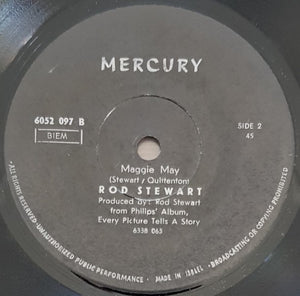 MERCURY
6052 097 B
BIEM
SIDE 2
45
Maggie May
(Stewart / Quittenton)
ROD STEWART
Produced by: Rod Stewart
from Philips' Album,
Every Picture Tells A Story
6338 063
ALL RIGHTS RESERVED · UNAUTHORIZED PUBLIC PERFORMANCE · MADE IN ISRAEL · BROADCASTING OR COPYING PROHIBITED